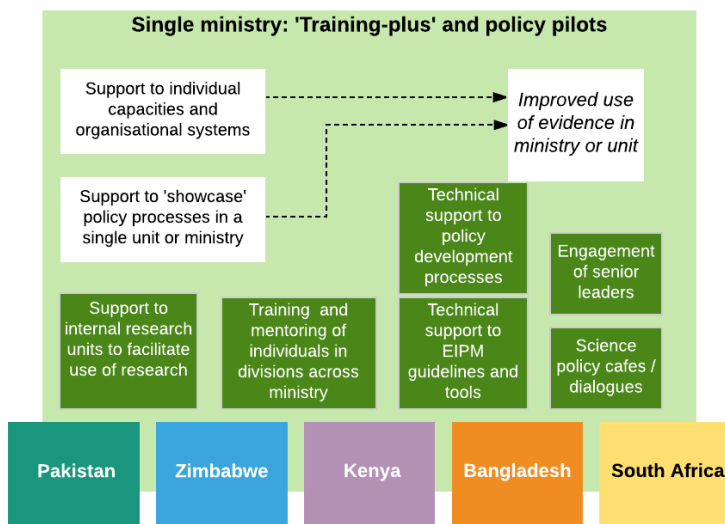 Single ministry: 'Training-plus' and policy pilots
Support to individual
capacities and
organisational systems
Improved use
of evidence in
ministry or unit
Support to 'showcase'
policy processes in a
single unit or ministry
Technical
support to
policy
development
processes
Engagement
of senior
leaders
Support to
internal research
units to facilitate
use of research
Training and
mentoring of
individuals in
divisions across
ministry
Technical
support to
EIPM
guidelines and
tools
Science
policy cafes /
dialogues
Pakistan
Zimbabwe
Kenya
Bangladesh
South Africa